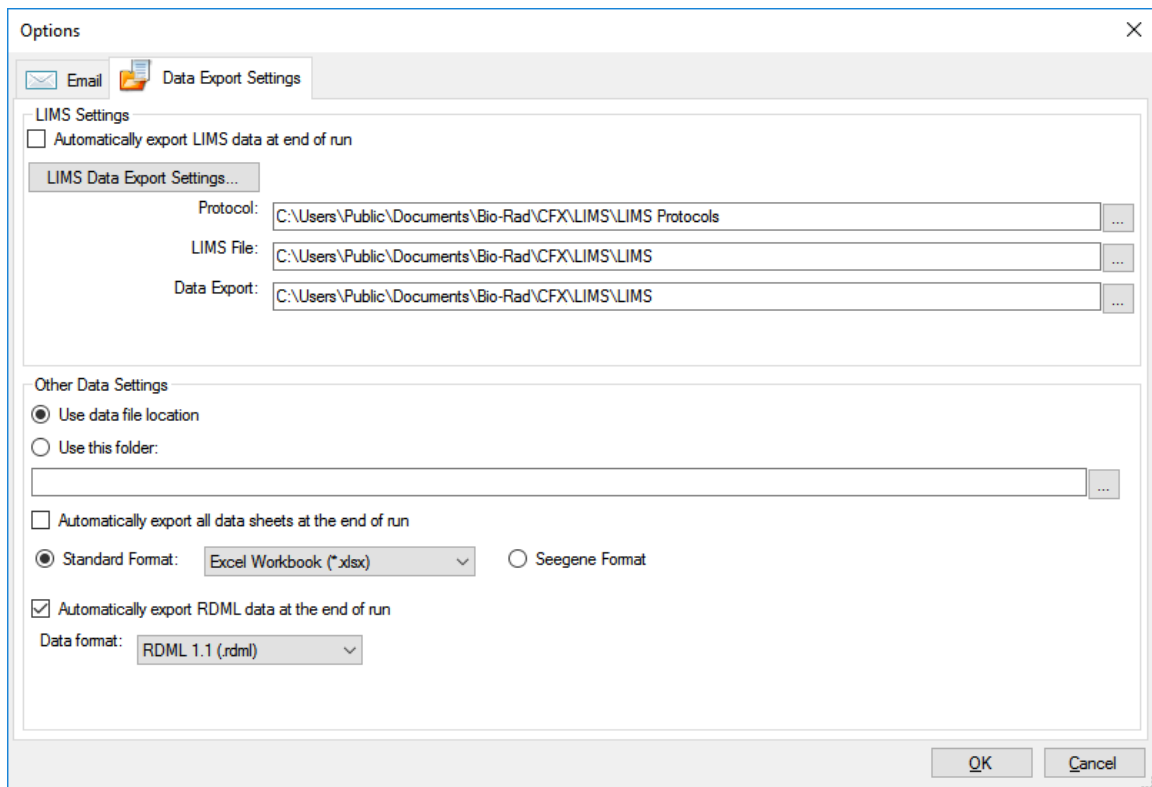 Options
Email Data Export Settings
LIMS Settings
Automatically export LIMS data at end of run
LIMS Data Export Settings...
Protocol: C:\Users\Public\Documents\Bio-Rad\CFX\LIMS\LIMS Protocols ...
LIMS File: C:\Users\Public\Documents\Bio-Rad\CFX\LIMS\LIMS ...
Data Export: C:\Users\Public\Documents\Bio-Rad\CFX\LIMS\LIMS ...
Other Data Settings
Use data file location
Use this folder:
...
Automatically export all data sheets at the end of run
Standard Format: Excel Workbook (*.xlsx) Seegene Format
Automatically export RDML data at the end of run
Data format: RDML 1.1 (.rdml)
OK Cancel